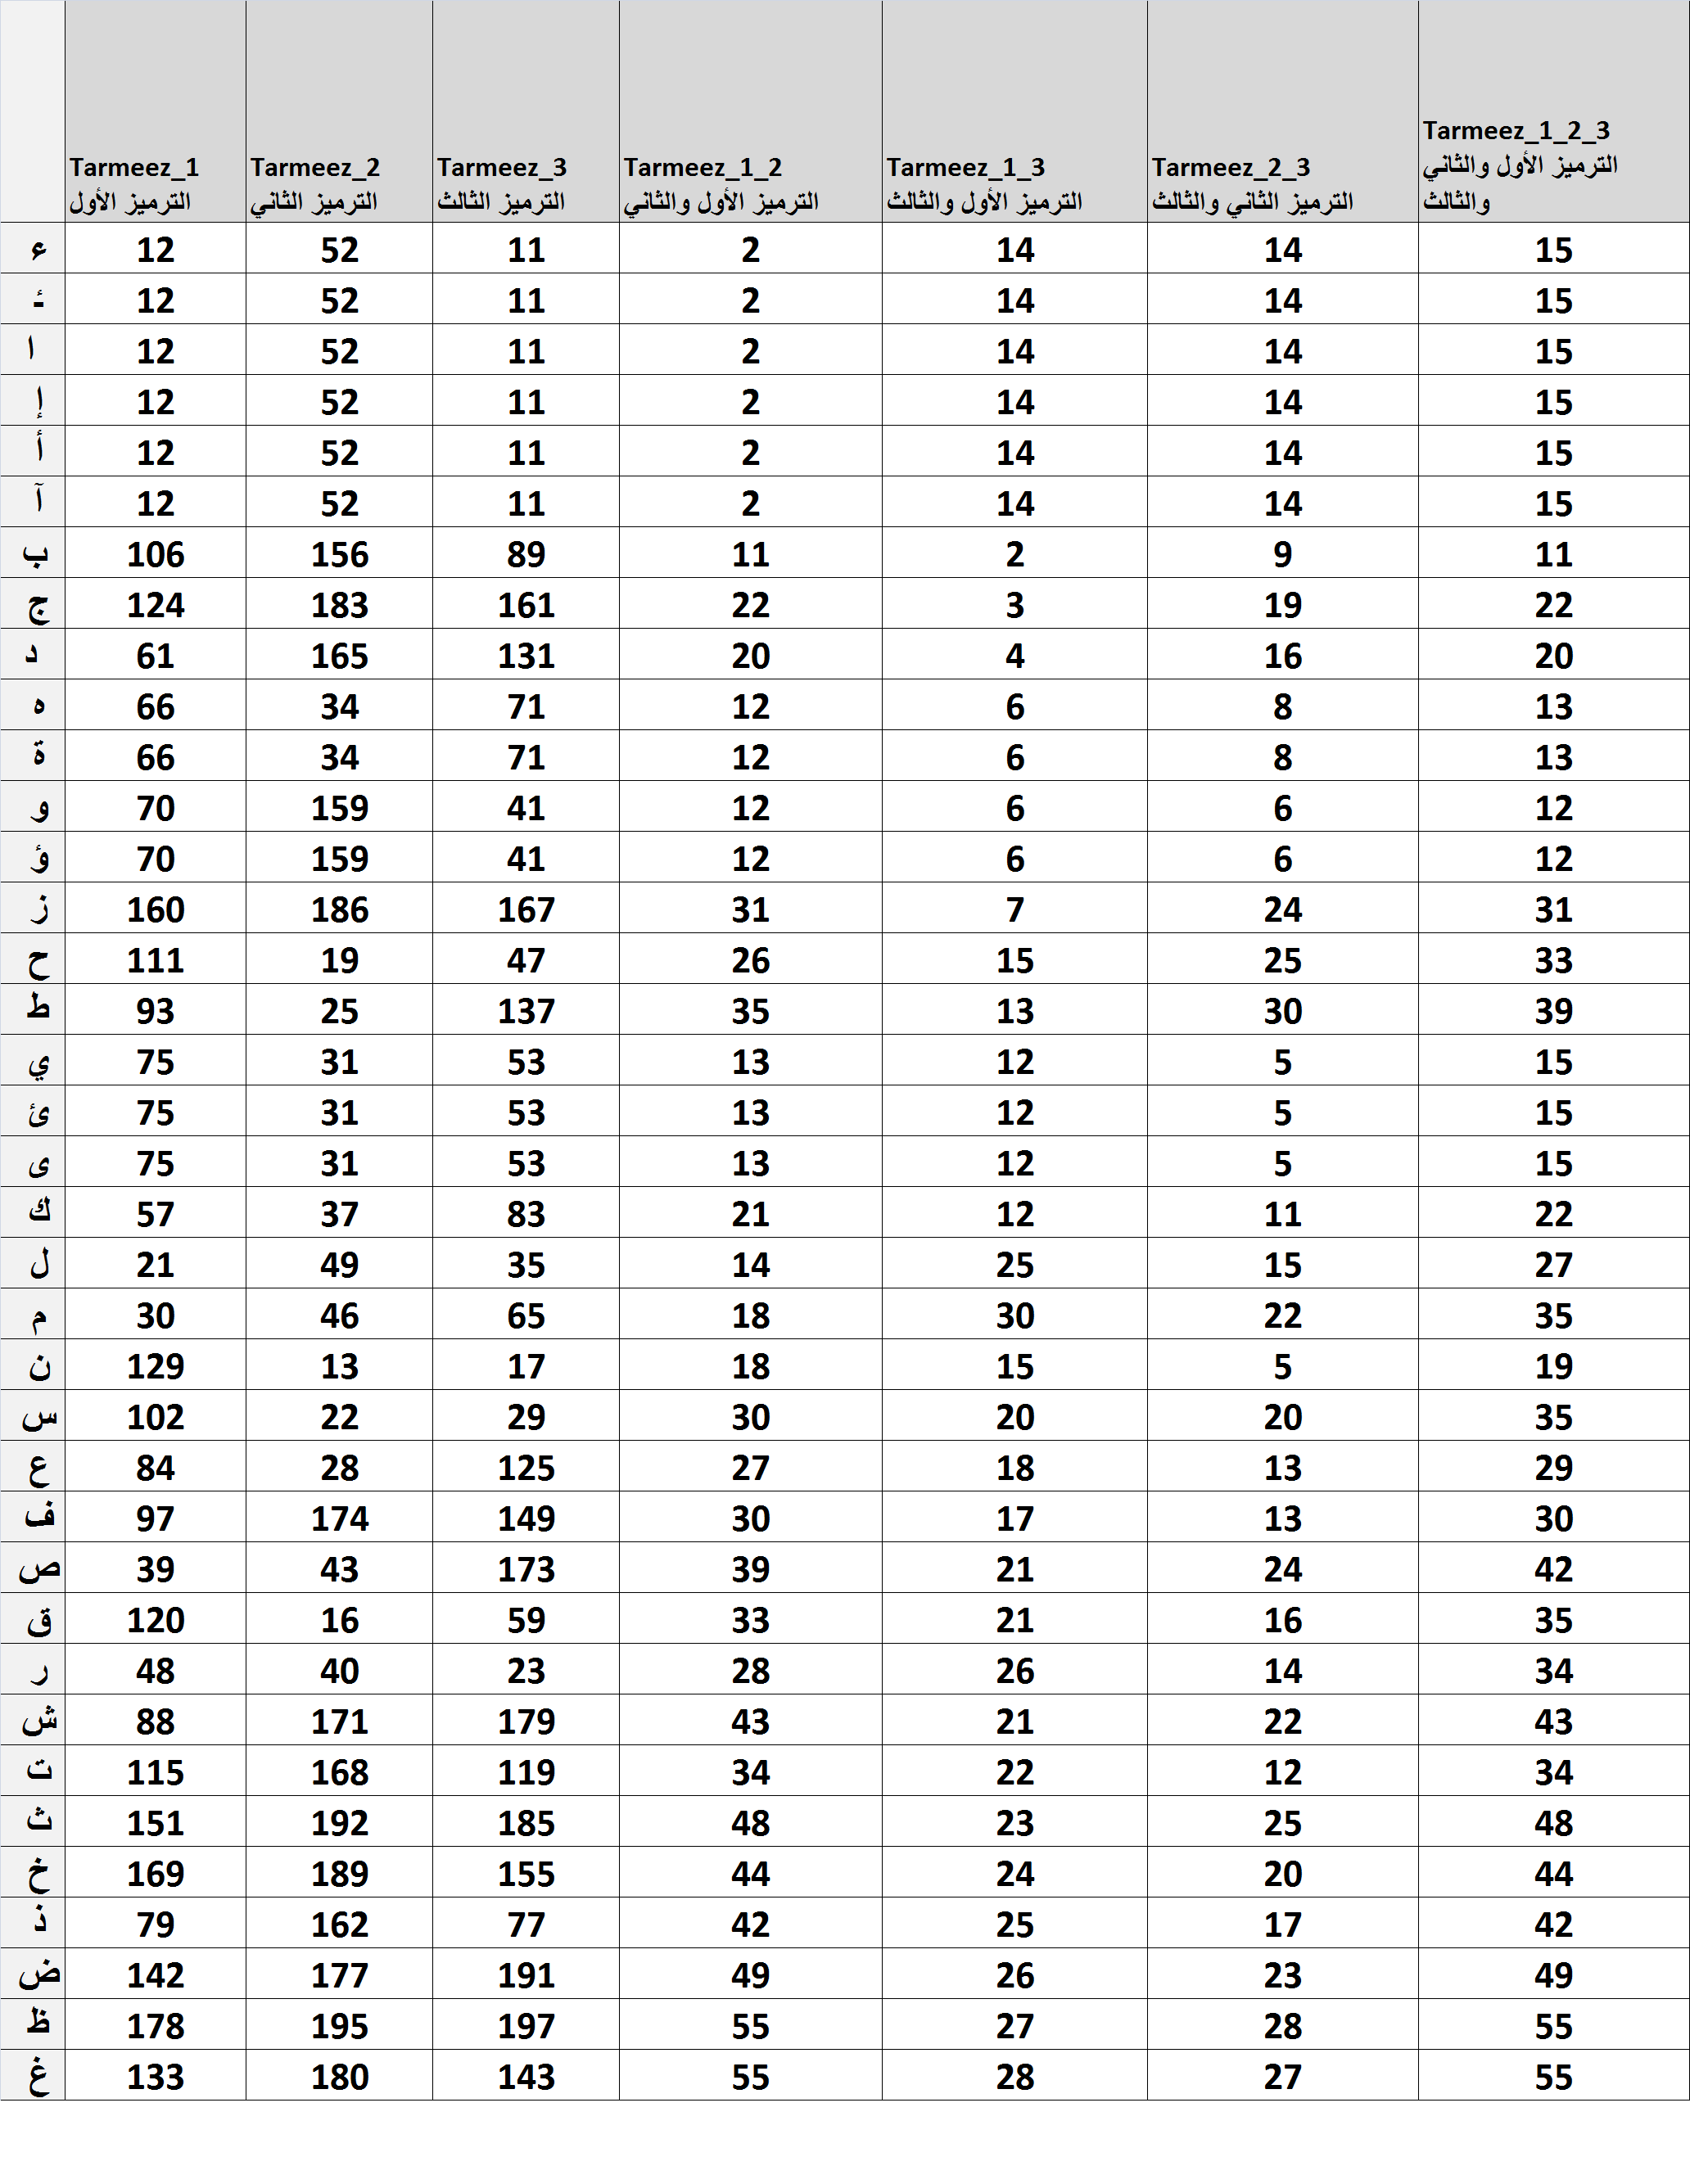 Tarmeez_1 Tarmeez_2 Tarmeez_3 Tarmeez_1_2 Tarmeez_1_3 Tarmeez_2_3 Tarmeez_1_2_3
الترميز الأول الترميز الثاني الترميز الثالث الترميز الأول والثاني الترميز الأول والثالث الترميز الثاني والثالث الترميز الأول والثاني
والثالث
ء 12 52 11 2 14 14 15
ـٔ 12 52 11 2 14 14 15
ا 12 52 11 2 14 14 15
إ 12 52 11 2 14 14 15
أ 12 52 11 2 14 14 15
آ 12 52 11 2 14 14 15
ب 106 156 89 11 2 9 11
ج 124 183 161 22 3 19 22
د 61 165 131 20 4 16 20
ه 66 34 71 12 6 8 13
ة 66 34 71 12 6 8 13
و 70 159 41 12 6 6 12
ؤ 70 159 41 12 6 6 12
ز 160 186 167 31 7 24 31
ح 111 19 47 26 15 25 33
ط 93 25 137 35 13 30 39
ي 75 31 53 13 12 5 15
ئ 75 31 53 13 12 5 15
ى 75 31 53 13 12 5 15
ك 57 37 83 21 12 11 22
ل 21 49 35 14 25 15 27
م 30 46 65 18 30 22 35
ن 129 13 17 18 15 5 19
س 102 22 29 30 20 20 35
ع 84 28 125 27 18 13 29
ف 97 174 149 30 17 13 30
ص 39 43 173 39 21 24 42
ق 120 16 59 33 21 16 35
ر 48 40 23 28 26 14 34
ش 88 171 179 43 21 22 43
ت 115 168 119 34 22 12 34
ث 151 192 185 48 23 25 48
خ 169 189 155 44 24 20 44
ذ 79 162 77 42 25 17 42
ض 142 177 191 49 26 23 49
ظ 178 195 197 55 27 28 55
غ 133 180 143 55 28 27 55